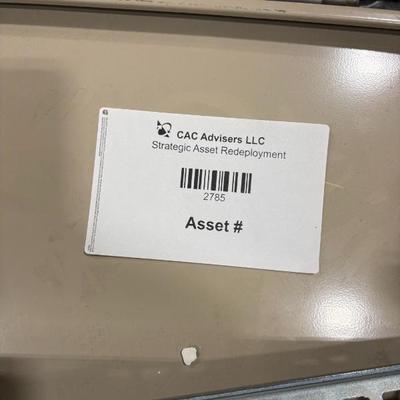 CAC Advisers LLC
Strategic Asset Redeployment
2785
Asset #